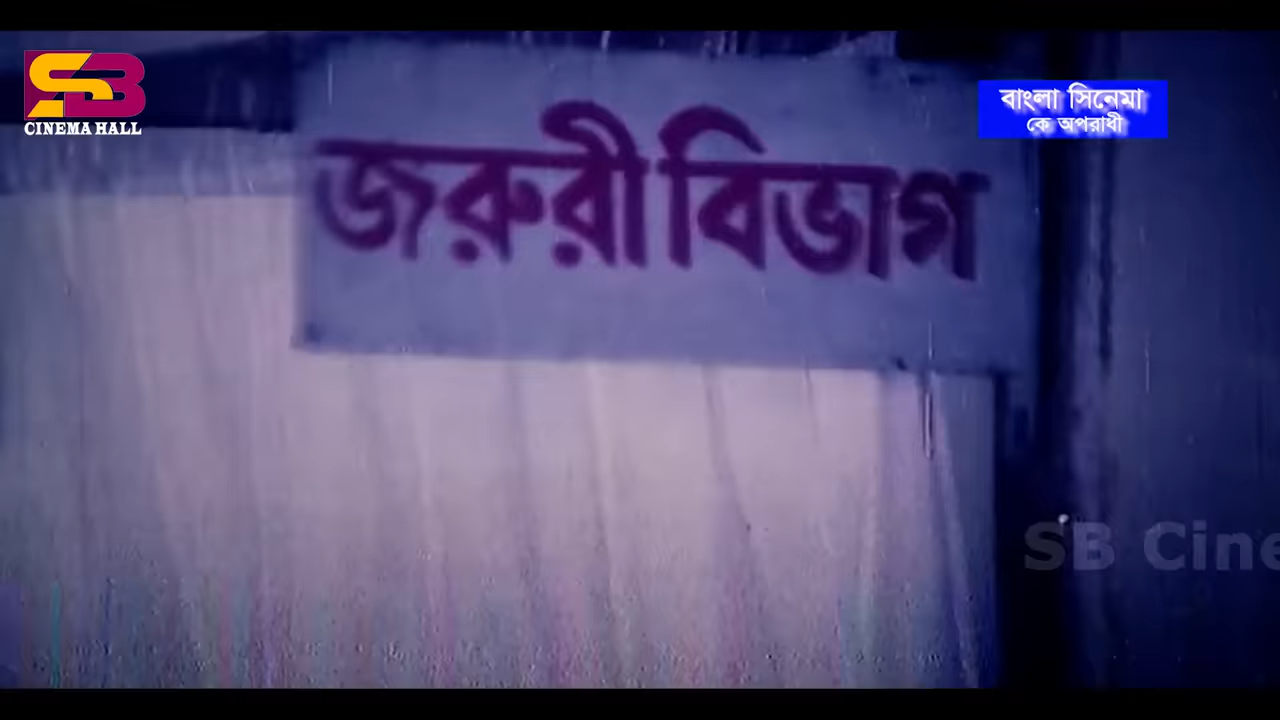 SB
CINEMA HALL
বাংলা সিনেমা
কে অপরাধী
জরুরী বিভাগ
SB Cine